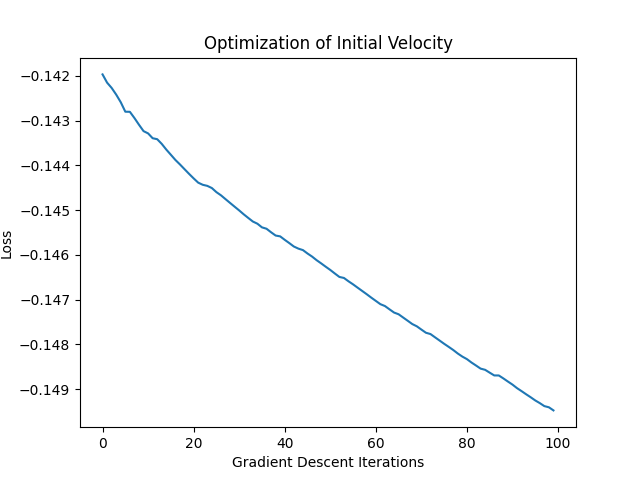 Optimization of Initial Velocity
−0.142
−0.143
−0.144
−0.145
−0.146
−0.147
−0.148
−0.149
Loss
0 20 40 60 80 100
Gradient Descent Iterations